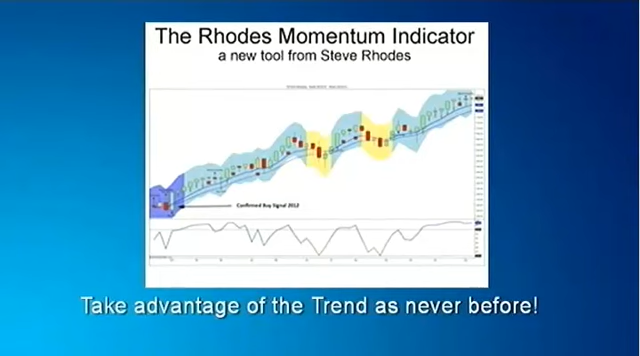 The Rhodes Momentum Indicator
a new tool from Steve Rhodes
Confirmed Buy Signal 2012
Take advantage of the Trend as never before!